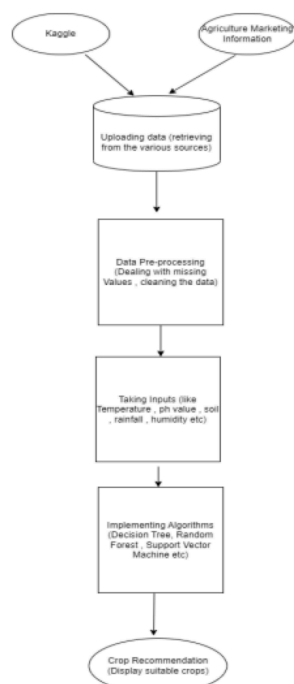 Kaggle
Agriculture Marketing
Information
Uploading data (retrieving
from the various sources)
Data Pre-processing
(Dealing with missing
Values , cleaning the data)
Taking Inputs (like
Temperature , ph value , soil
, rainfall , humidity etc)
Implementing Algorithms
(Decision Tree, Random
Forest , Support Vector
Machine etc)
Crop Recommendation
(Display suitable crops)